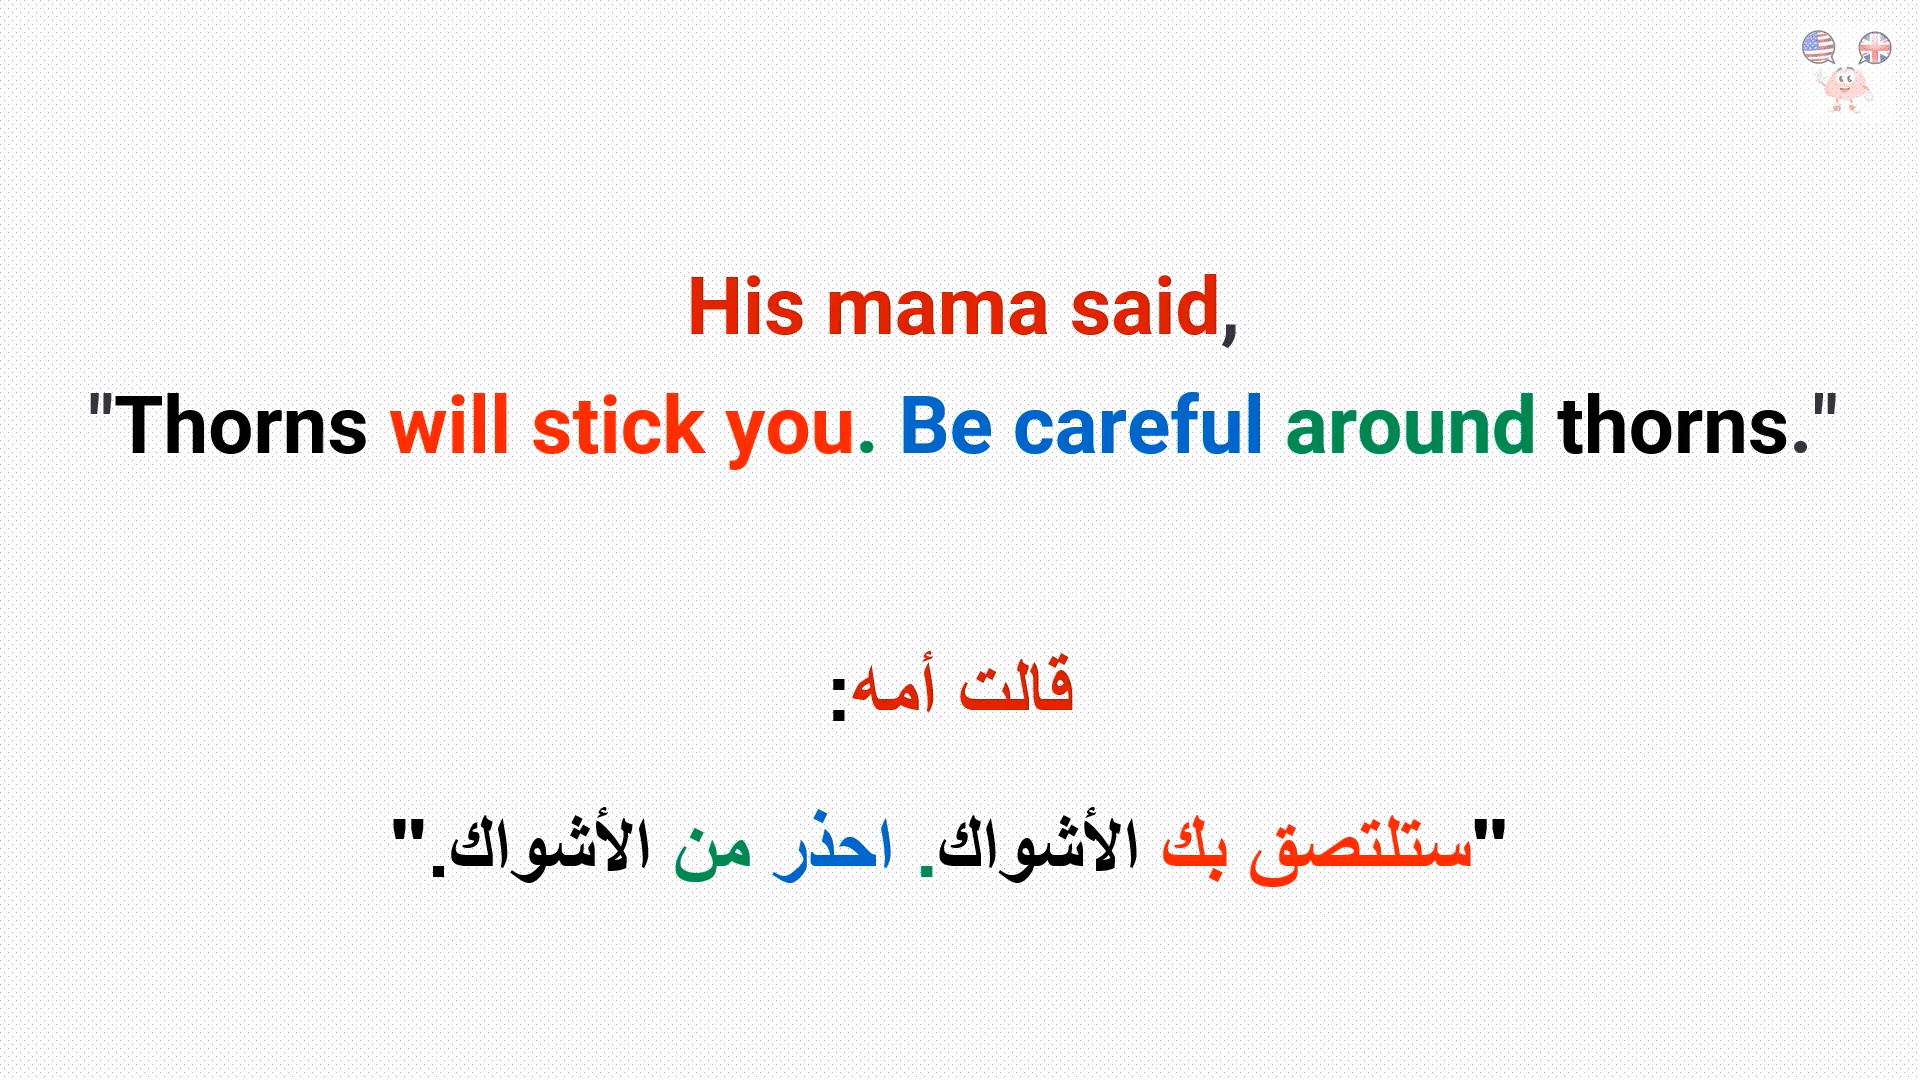 His mama said,
"Thorns will stick you. Be careful around thorns."
قالت أمه:
"ستلتصق بك الأشواك. احذر من الأشواك."